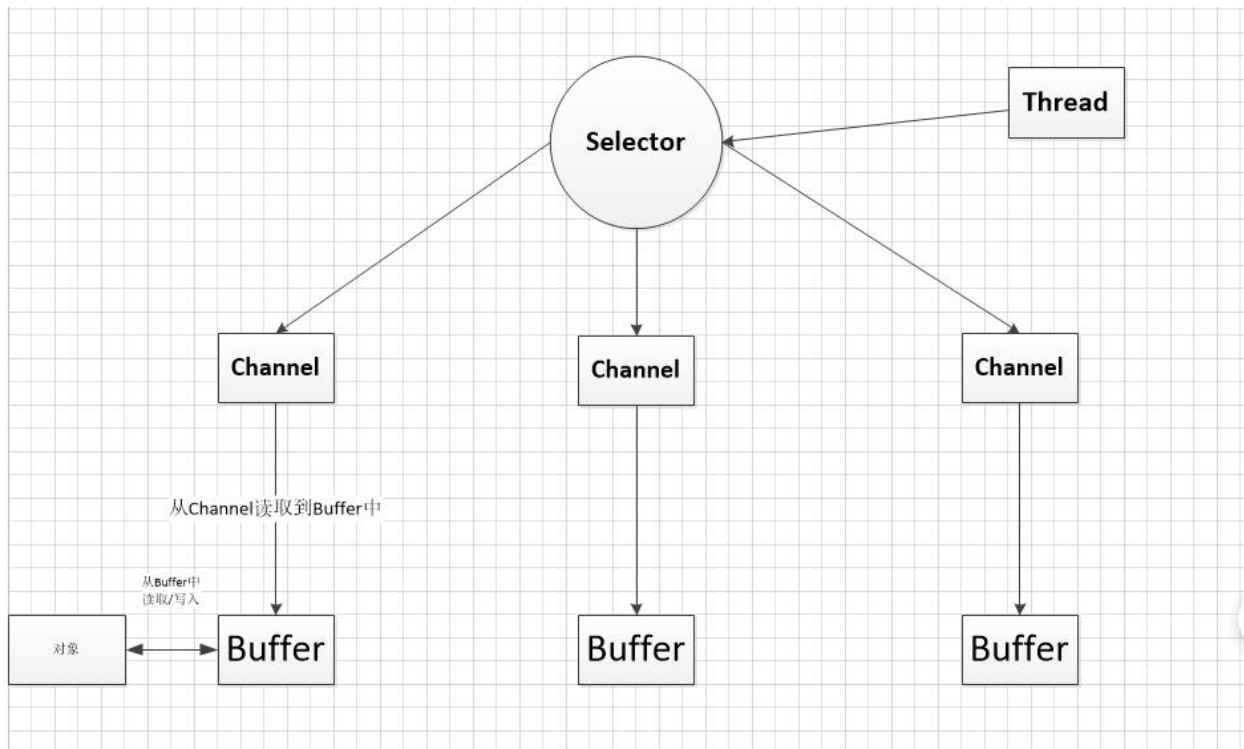 Thread
Selector
Channel
Channel
Channel
从Channel读取到Buffer中
从Buffer中
读取/写入
对象
Buffer
Buffer
Buffer